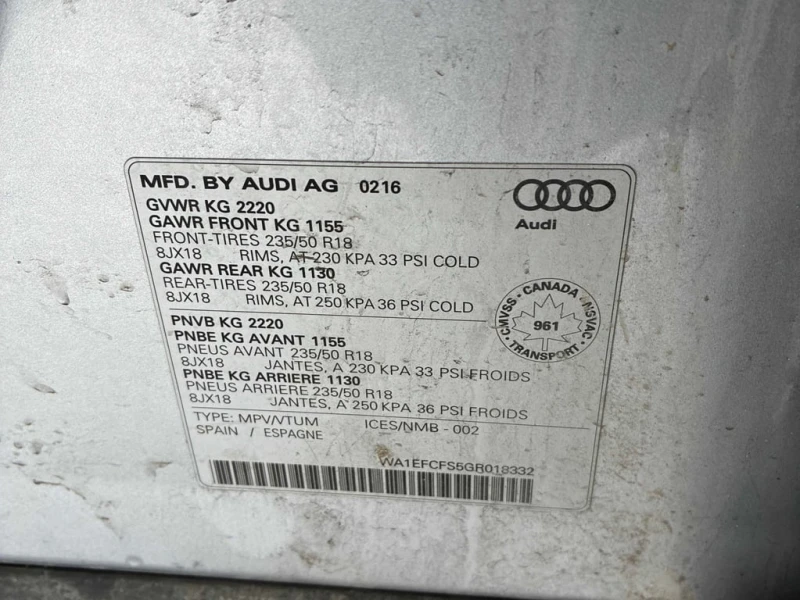 MFD. BY AUDI AG 0216
Audi
GVWR KG 2220
GAWR FRONT KG 1155
FRONT-TIRES 235/50 R18
8JX18 RIMS, AT 230 KPA 33 PSI COLD
GAWR REAR KG 1130
REAR-TIRES 235/50 R18
8JX18 RIMS, AT 250 KPA 36 PSI COLD
CMVSS · CANADA · NSVAC
961
TRANSPORT
PNVB KG 2220
PNBE KG AVANT 1155
PNEUS AVANT 235/50 R18
8JX18 JANTES, A 230 KPA 33 PSI FROIDS
PNBE KG ARRIERE 1130
PNEUS ARRIERE 235/50 R18
8JX18 JANTES, A 250 KPA 36 PSI FROIDS
TYPE: MPV/VTUM ICES/NMB - 002
SPAIN / ESPAGNE
WA1EFCFS5GR018332